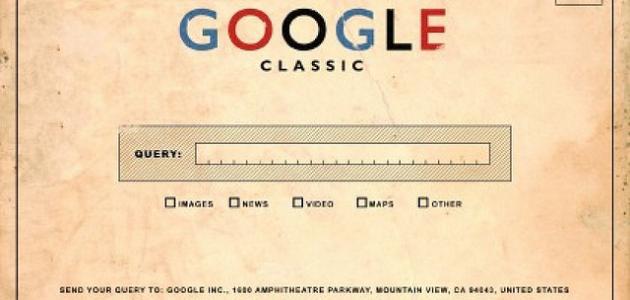 GOOGLE
CLASSIC
QUERY:
IMAGES NEWS VIDEO MAPS OTHER
SEND YOUR QUERY TO: GOOGLE INC., 1600 AMPHITHEATRE PARKWAY, MOUNTAIN VIEW, CA 94043, UNITED STATES